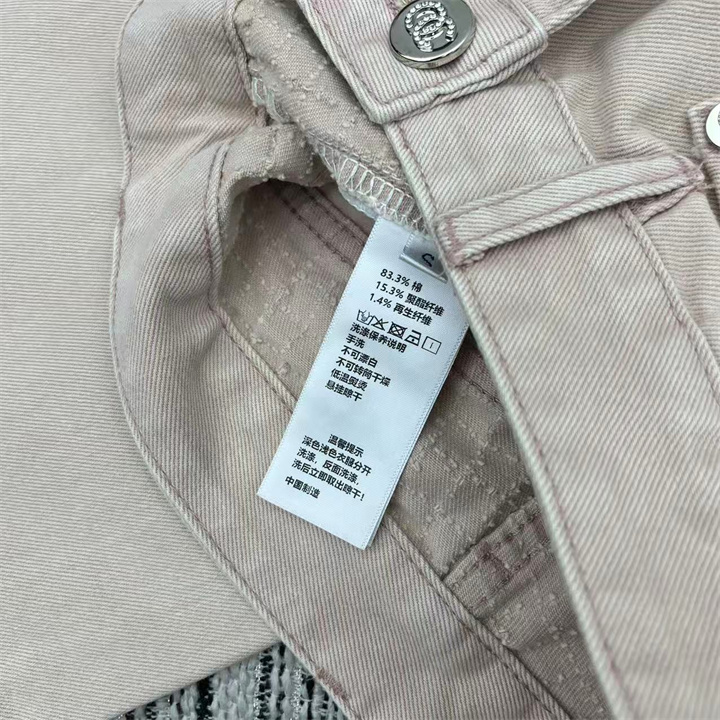 S
83.3% 棉
15.3% 聚酯纤维
1.4% 再生纤维
洗涤保养说明
手洗
不可漂白
不可转筒干燥
低温熨烫
悬挂晾干
温馨提示
深色浅色衣服分开
洗涤，反面洗涤，
洗后立即取出晾干！
中国制造